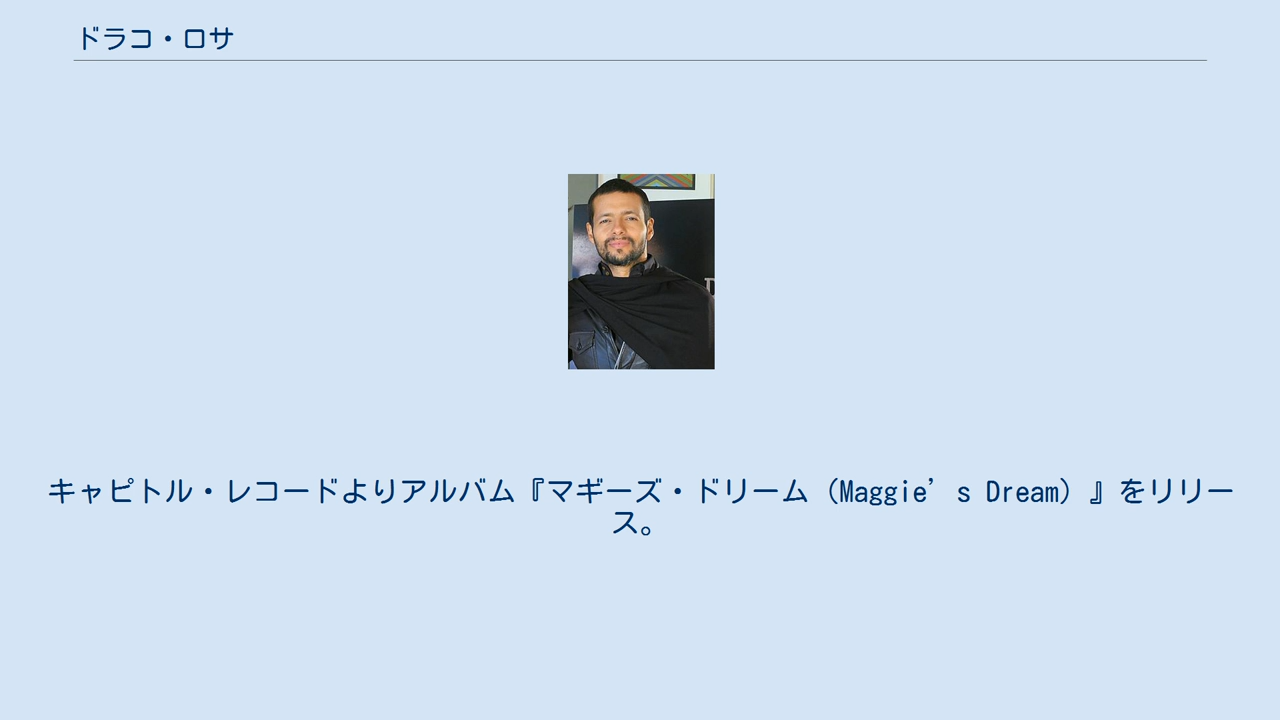 ドラコ・ロサ
キャピトル・レコードよりアルバム『マギーズ・ドリーム（Maggie’s Dream）』をリリー
ス。